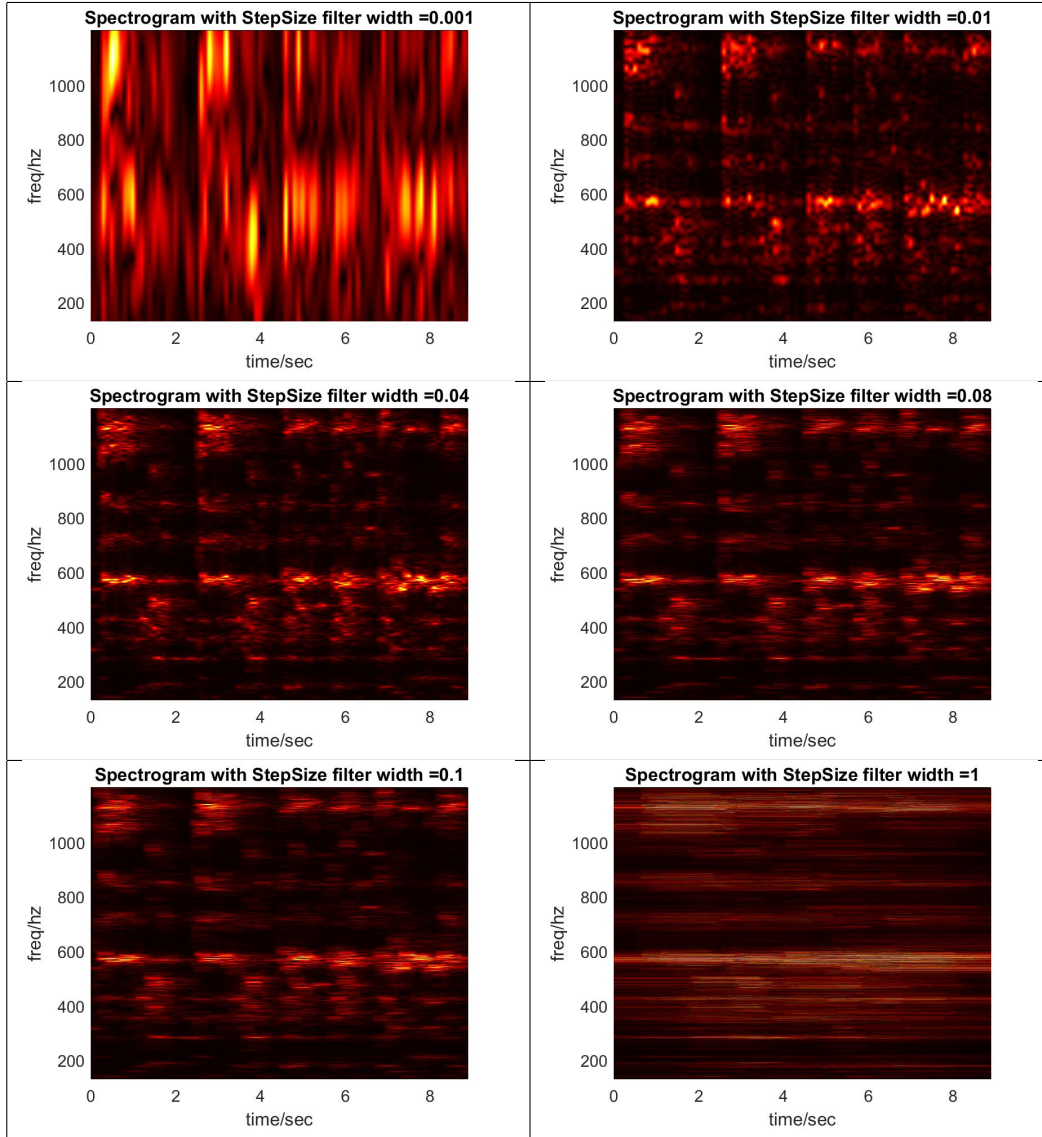 Spectrogram with StepSize filter width =0.001
freq/hz
1000
800
600
400
200
0 2 4 6 8
time/sec
Spectrogram with StepSize filter width =0.01
freq/hz
1000
800
600
400
200
0 2 4 6 8
time/sec
Spectrogram with StepSize filter width =0.04
freq/hz
1000
800
600
400
200
0 2 4 6 8
time/sec
Spectrogram with StepSize filter width =0.08
freq/hz
1000
800
600
400
200
0 2 4 6 8
time/sec
Spectrogram with StepSize filter width =0.1
freq/hz
1000
800
600
400
200
0 2 4 6 8
time/sec
Spectrogram with StepSize filter width =1
freq/hz
1000
800
600
400
200
0 2 4 6 8
time/sec